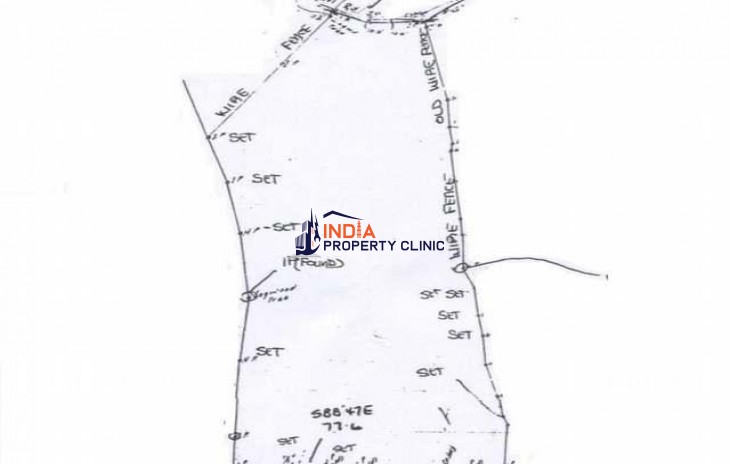 WIRE FENCE
OLD WIRE FENCE
SET
SET
SET
INDIA
PROPERTY CLINIC
WIRE FENCE
IP (FOUND)
SET SET
SET
SET
SET
SET
S88°47E
77.6
SET
SET